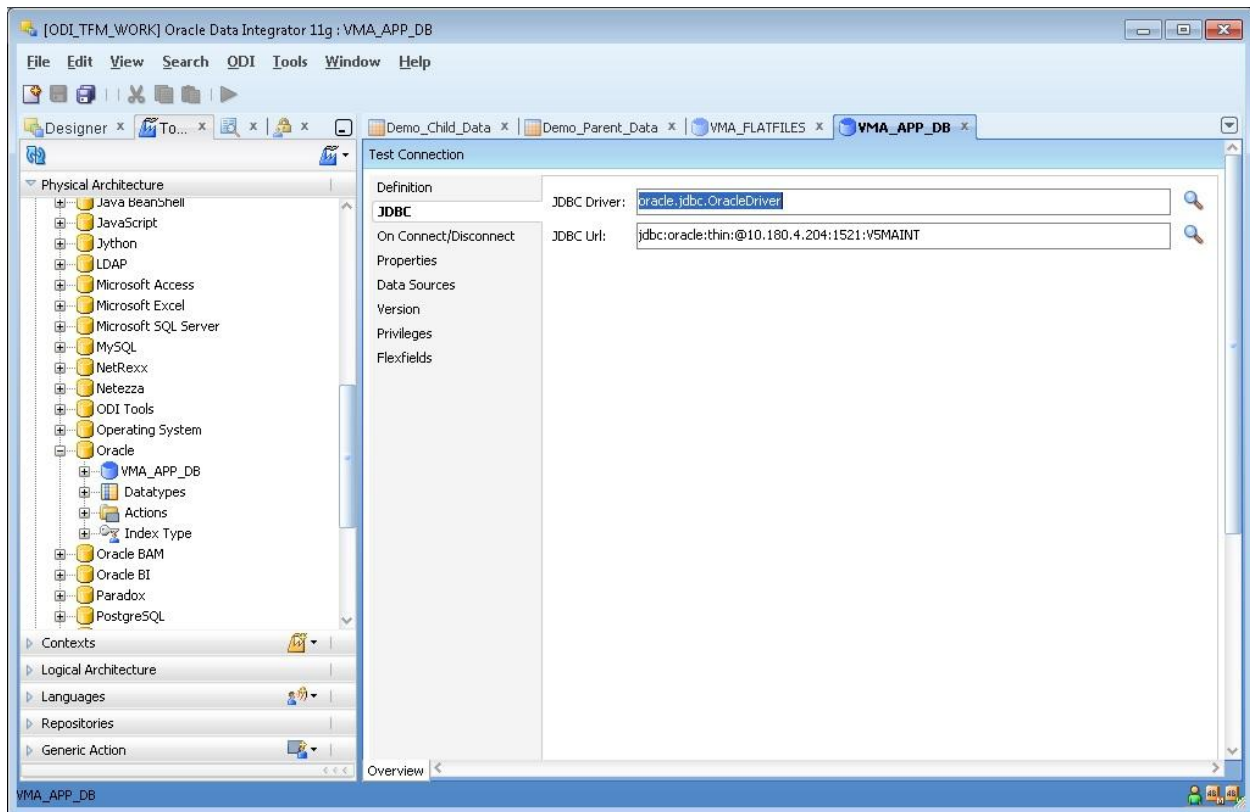 [ODI_TFM_WORK] Oracle Data Integrator 11g : VMA_APP_DB
File Edit View Search ODI Tools Window Help
Designer To... Demo_Child_Data Demo_Parent_Data VMA_FLATFILES VMA_APP_DB
Test Connection
Physical Architecture
Java BeanShell
JavaScript
Jython
LDAP
Microsoft Access
Microsoft Excel
Microsoft SQL Server
MySQL
NetRexx
Netezza
ODI Tools
Operating System
Oracle
VMA_APP_DB
Datatypes
Actions
Index Type
Oracle BAM
Oracle BI
Paradox
PostgreSQL
Contexts
Logical Architecture
Languages
Repositories
Generic Action
Definition
JDBC
On Connect/Disconnect
Properties
Data Sources
Version
Privileges
Flexfields
JDBC Driver: oracle.jdbc.OracleDriver
JDBC Url: jdbc:oracle:thin:@10.180.4.204:1521:V5MAINT
Overview
VMA_APP_DB